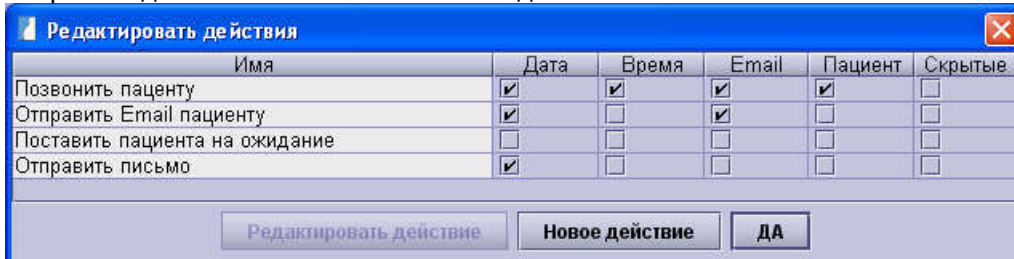 Редактировать действия
Имя Дата Время Email Пациент Скрытые
Позвонить паценту
Отправить Email пациенту
Поставить пациента на ожидание
Отправить письмо
Редактировать действие Новое действие ДА